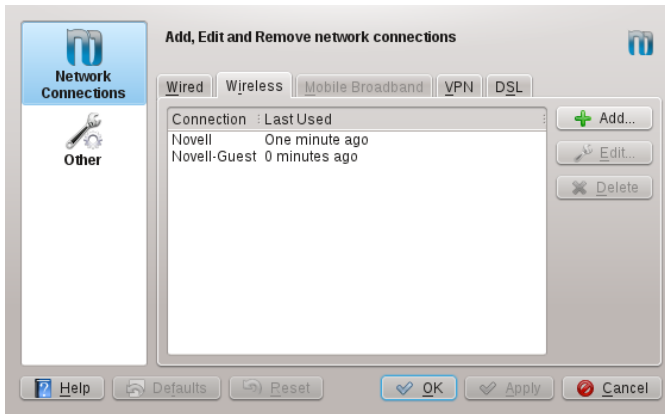 Add, Edit and Remove network connections
Network
Connections
Other
Wired Wireless Mobile Broadband VPN DSL
Connection Last Used
Novell One minute ago
Novell-Guest 0 minutes ago
Add...
Edit...
Delete
Help Defaults Reset OK Apply Cancel